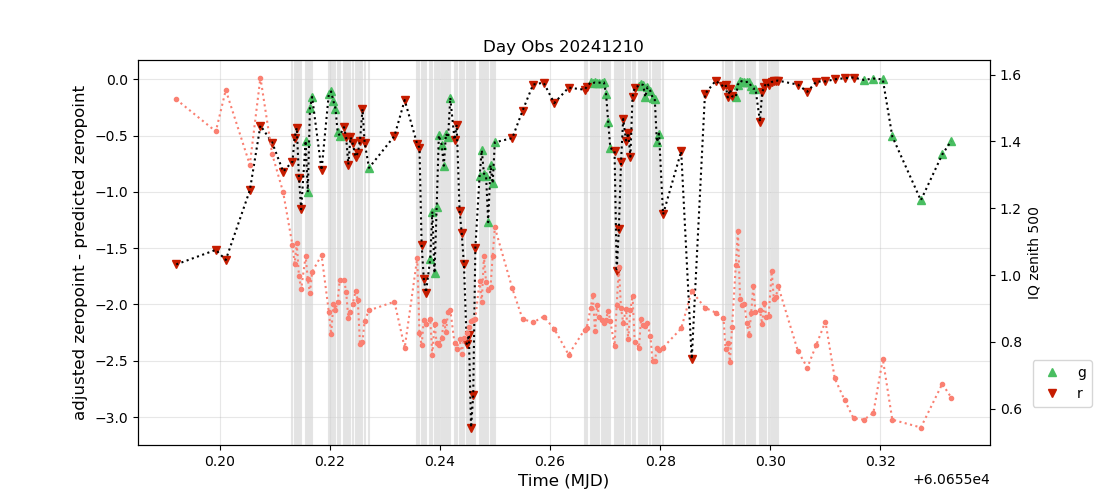 Day Obs 20241210
adjusted zeropoint - predicted zeropoint
0.0
−0.5
−1.0
−1.5
−2.0
−2.5
−3.0
0.20
0.22
0.24
0.26
0.28
0.30
0.32
Time (MJD)
+6.0655e4
1.6
1.4
1.2
1.0
0.8
0.6
IQ zenith 500
g
r